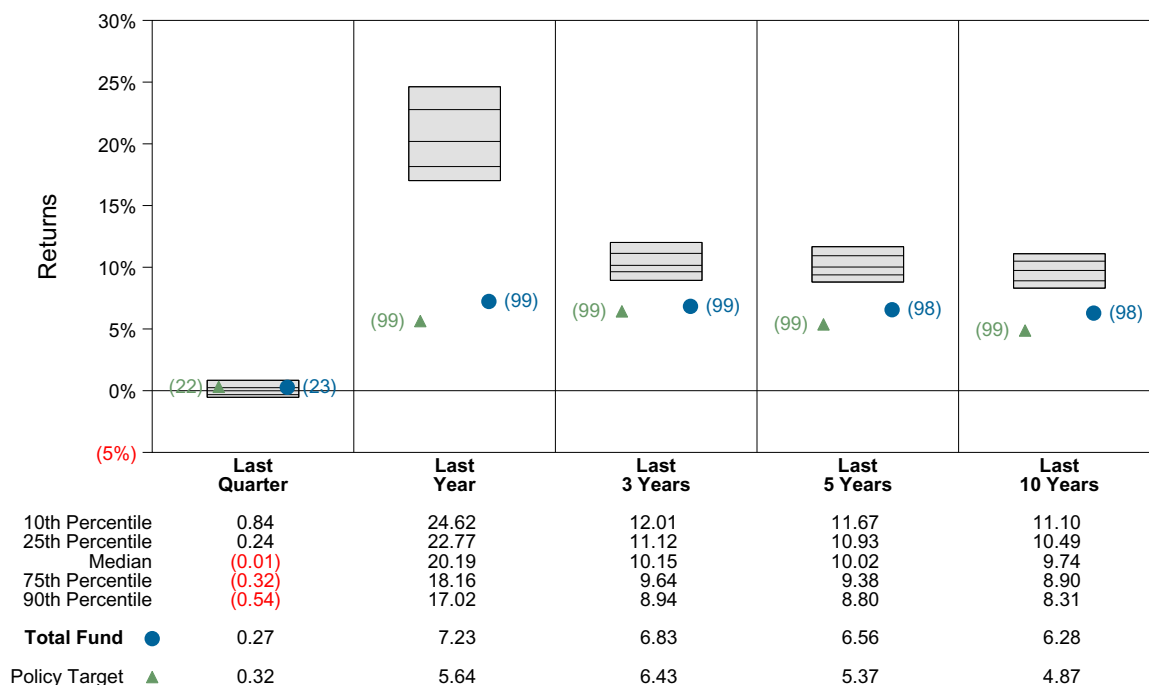 30%
25%
20%
15%
10%
5%
0%
(5%)
Returns
(22) (23)
(99) (99)
(99) (99)
(99) (98)
(99) (98)
Last Quarter
Last Year
Last 3 Years
Last 5 Years
Last 10 Years
10th Percentile 0.84 24.62 12.01 11.67 11.10
25th Percentile 0.24 22.77 11.12 10.93 10.49
Median (0.01) 20.19 10.15 10.02 9.74
75th Percentile (0.32) 18.16 9.64 9.38 8.90
90th Percentile (0.54) 17.02 8.94 8.80 8.31
Total Fund 0.27 7.23 6.83 6.56 6.28
Policy Target 0.32 5.64 6.43 5.37 4.87